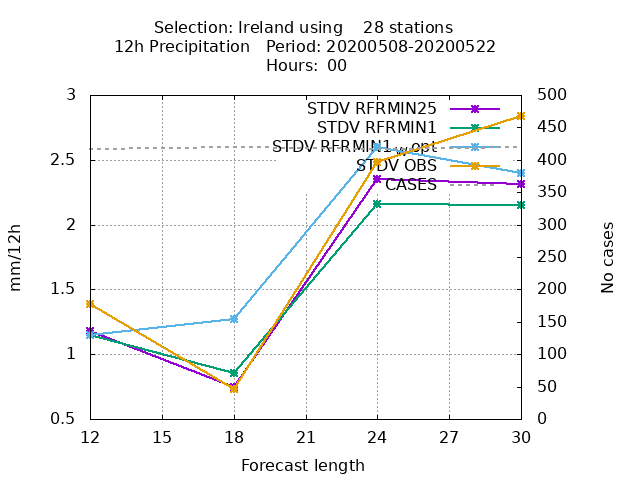 Selection: Ireland using    28 stations
12h Precipitation   Period: 20200508-20200522
Hours:  00
3
2.5
2
1.5
1
0.5
mm/12h
500
450
400
350
300
250
200
150
100
50
0
No cases
STDV RFRMIN25
STDV RFRMIN1
STDV RFRMIN1_opt
STDV OBS
CASES
12 15 18 21 24 27 30
Forecast length